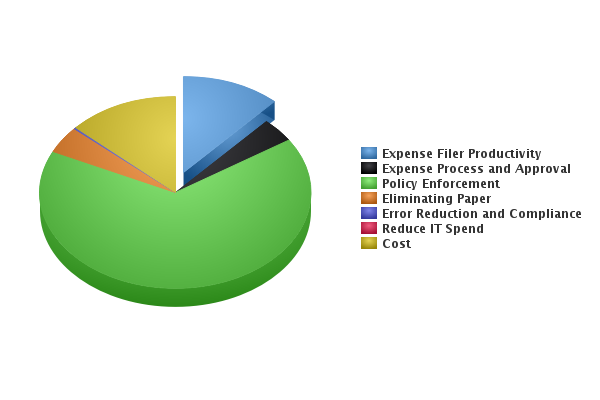 Expense Filer Productivity
Expense Process and Approval
Policy Enforcement
Eliminating Paper
Error Reduction and Compliance
Reduce IT Spend
Cost